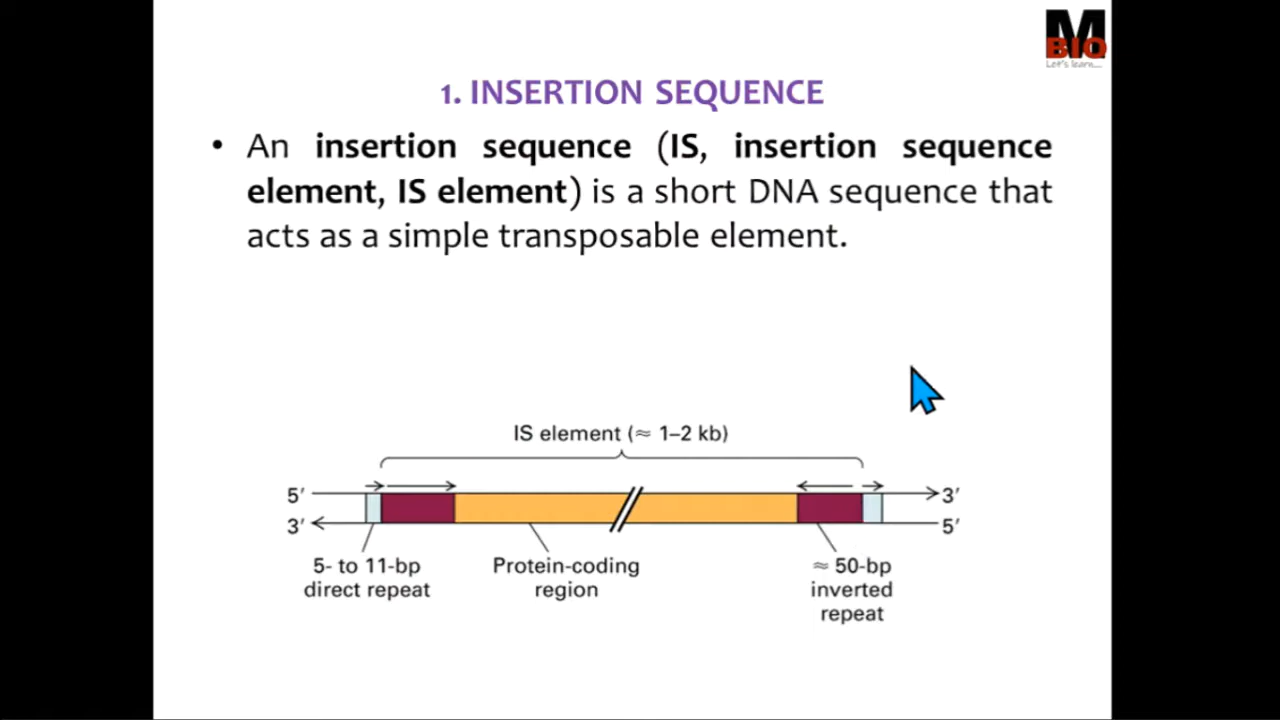 M
BIO
Let's learn....
1. INSERTION SEQUENCE
• An insertion sequence (IS, insertion sequence
element, IS element) is a short DNA sequence that
acts as a simple transposable element.
IS element (≈ 1–2 kb)
5′ 3′
3′ 5′
5- to 11-bp
direct repeat
Protein-coding
region
≈ 50-bp
inverted
repeat